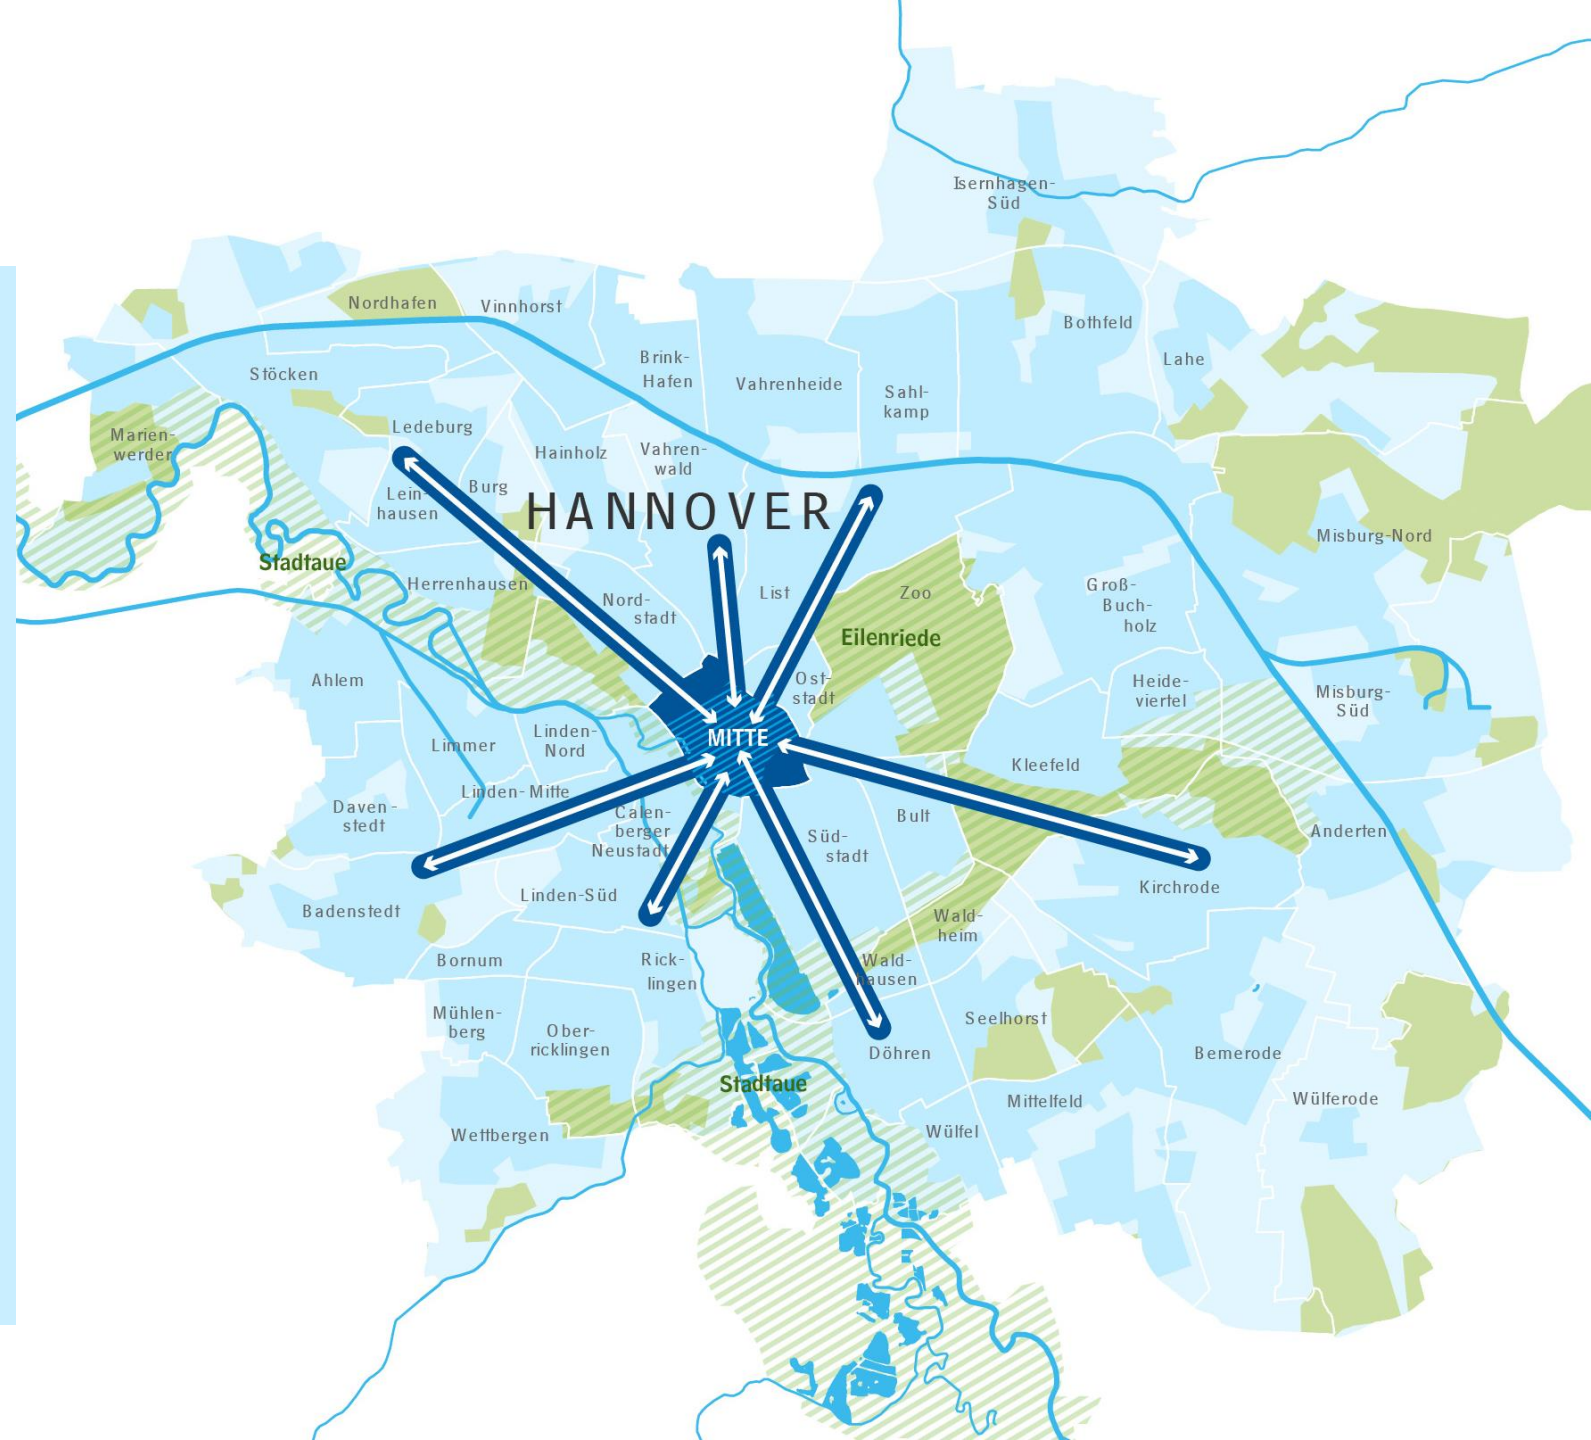 Isernhagen-
Süd
Nordhafen
Vinnhorst
Bothfeld
Brink-
Hafen
Lahe
Stöcken
Vahrenheide
Sahl-
kamp
Ledeburg
Marien-
werder
Hainholz
Vahren-
wald
Burg
Lein-
hausen
HANNOVER
Misburg-Nord
Stadtaue
Herrenhausen
Nord-
stadt
List
Zoo
Groß-
Buch-
holz
Eilenriede
Ahlem
Ost-
stadt
Heide-
viertel
Misburg-
Süd
Limmer
Linden-
Nord
MITTE
Kleefeld
Linden-Mitte
Daven-
stedt
Calen-
berger
Neustadt
Bult
Süd-
stadt
Anderten
Kirchrode
Linden-Süd
Badenstedt
Wald-
heim
Bornum
Rick-
lingen
Wald-
hausen
Mühlen-
berg
Ober-
ricklingen
Seelhorst
Döhren
Bemerode
Stadtaue
Mittelfeld
Wülferode
Wettbergen
Wülfel